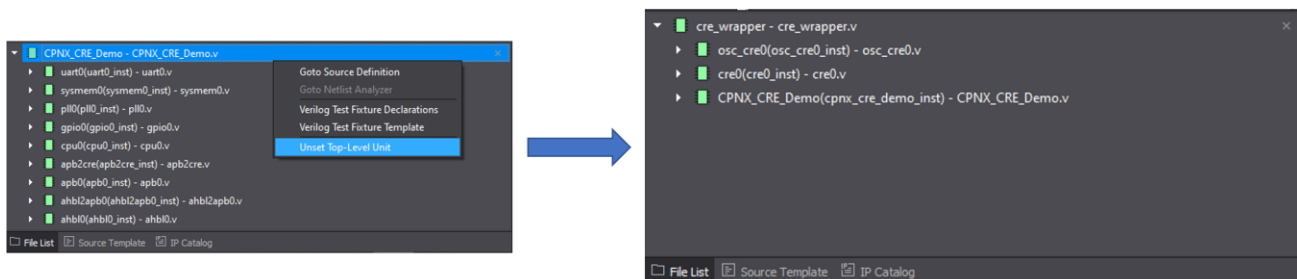 CPNX_CRE_Demo - CPNX_CRE_Demo.v
uart0(uart0_inst) - uart0.v
sysmem0(sysmem0_inst) - sysmem0.v
pll0(pll0_inst) - pll0.v
gpio0(gpio0_inst) - gpio0.v
cpu0(cpu0_inst) - cpu0.v
apb2cre(apb2cre_inst) - apb2cre.v
apb0(apb0_inst) - apb0.v
ahbl2apb0(ahbl2apb0_inst) - ahbl2apb0.v
ahbl0(ahbl0_inst) - ahbl0.v
Goto Source Definition
Goto Netlist Analyzer
Verilog Test Fixture Declarations
Verilog Test Fixture Template
Unset Top-Level Unit
File List Source Template IP Catalog
cre_wrapper - cre_wrapper.v
osc_cre0(osc_cre0_inst) - osc_cre0.v
cre0(cre0_inst) - cre0.v
CPNX_CRE_Demo(cpnx_cre_demo_inst) - CPNX_CRE_Demo.v
File List Source Template IP Catalog